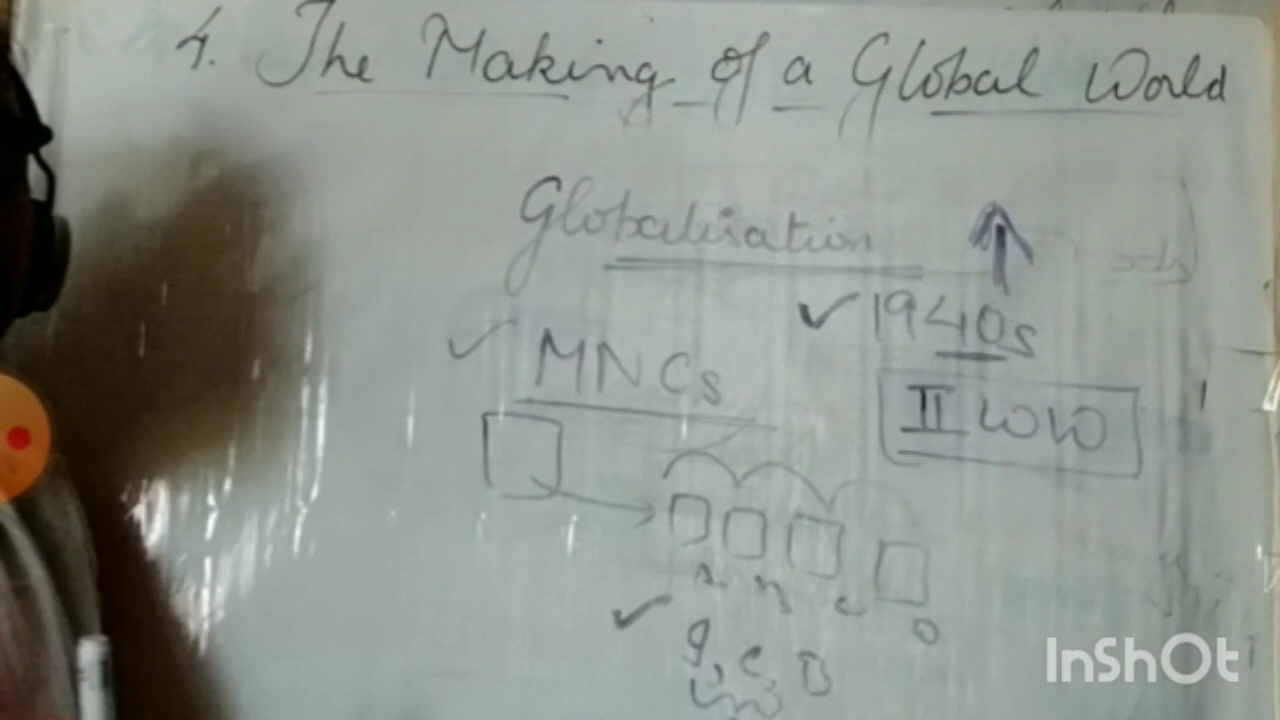 4. The Making of a Global World
Globalisation
✓ 1940s
✓ MNCs
II WW
✓
InShOt